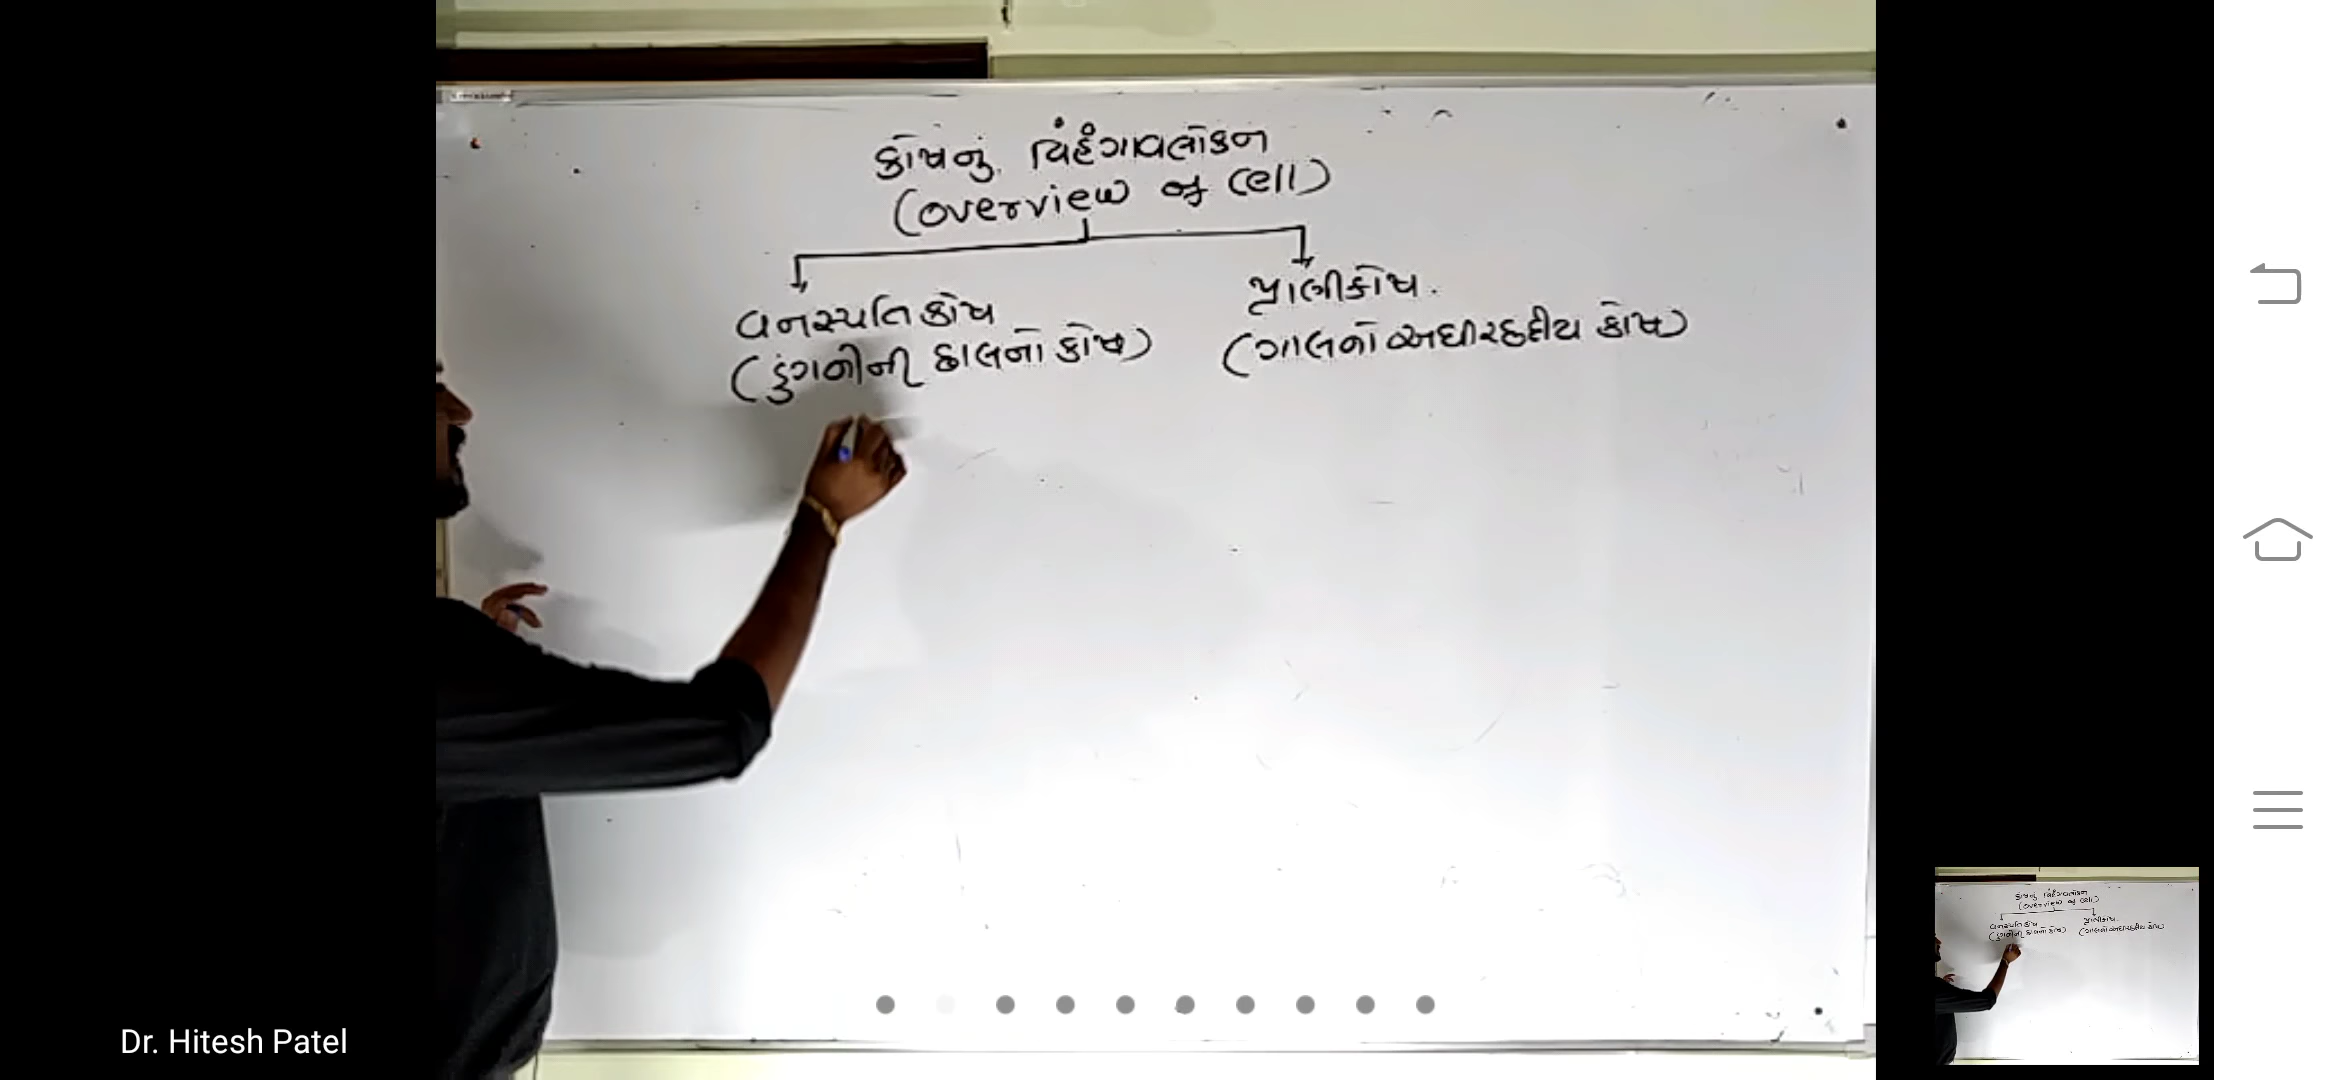 કોષનું વિહંગાવલોકન
(overview of cell)
વનસ્પતિકોષ
પ્રાણીકોષ.
(ડુંગળીની છાલનો કોષ)
(ગાલનો અધીસ્છદીય કોષ)
Dr. Hitesh Patel